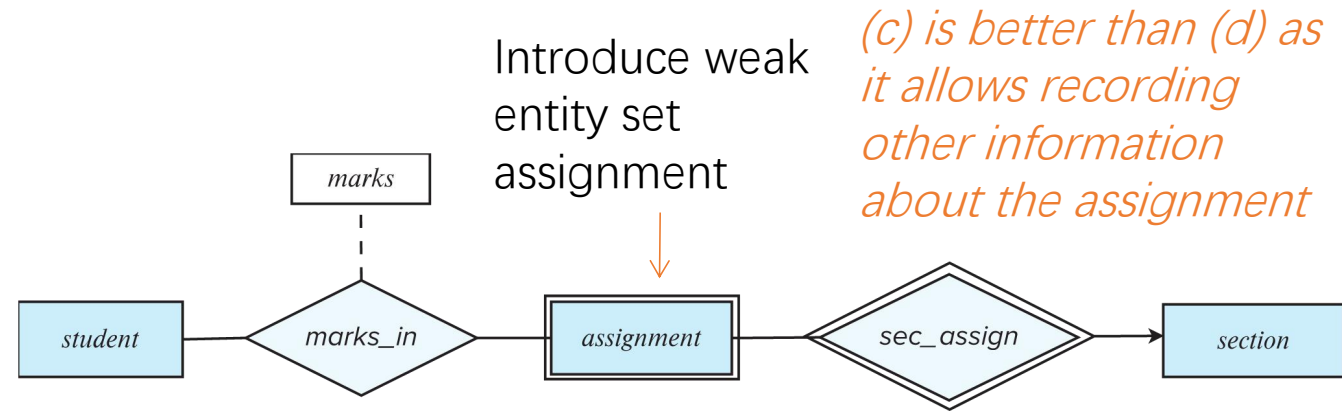 Introduce weak
entity set
assignment
(c) is better than (d) as
it allows recording
other information
about the assignment
marks
student
marks_in
assignment
sec_assign
section